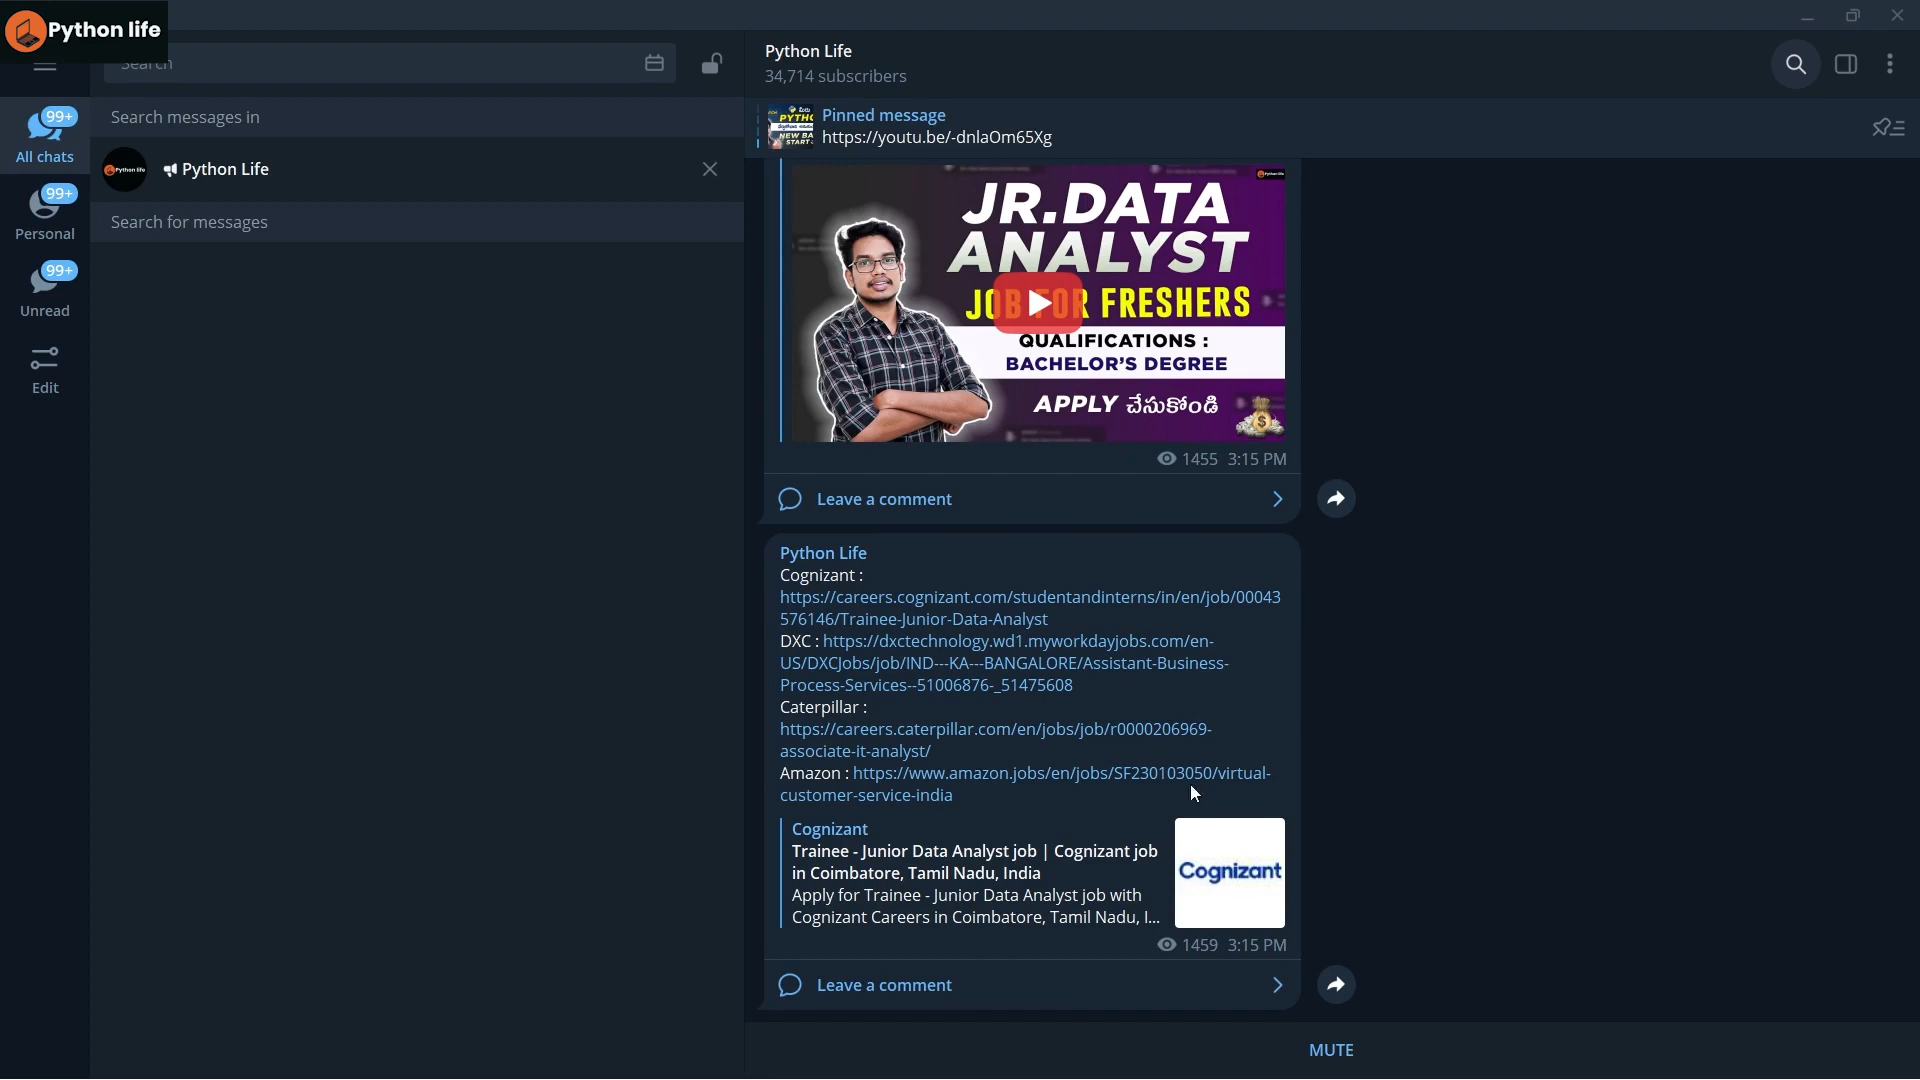 Python life
Search
Search messages in
Python life
Python Life
Search for messages
99+
All chats
99+
Personal
99+
Unread
Edit
Python Life
34,714 subscribers
Pinned message
https://youtu.be/-dnlaOm65Xg
Python life
JR.DATA
ANALYST
JOB FOR FRESHERS
QUALIFICATIONS :
BACHELOR'S DEGREE
APPLY చేసుకోండి
1455 3:15 PM
Leave a comment
Python Life
Cognizant :
https://careers.cognizant.com/studentandinterns/in/en/job/00043
576146/Trainee-Junior-Data-Analyst
DXC : https://dxctechnology.wd1.myworkdayjobs.com/en-
US/DXCJobs/job/IND---KA---BANGALORE/Assistant-Business-
Process-Services--51006876-_51475608
Caterpillar :
https://careers.caterpillar.com/en/jobs/job/r0000206969-
associate-it-analyst/
Amazon : https://www.amazon.jobs/en/jobs/SF230103050/virtual-
customer-service-india
Cognizant
Trainee - Junior Data Analyst job | Cognizant job
in Coimbatore, Tamil Nadu, India
Apply for Trainee - Junior Data Analyst job with
Cognizant Careers in Coimbatore, Tamil Nadu, I...
Cognizant
1459 3:15 PM
Leave a comment
MUTE